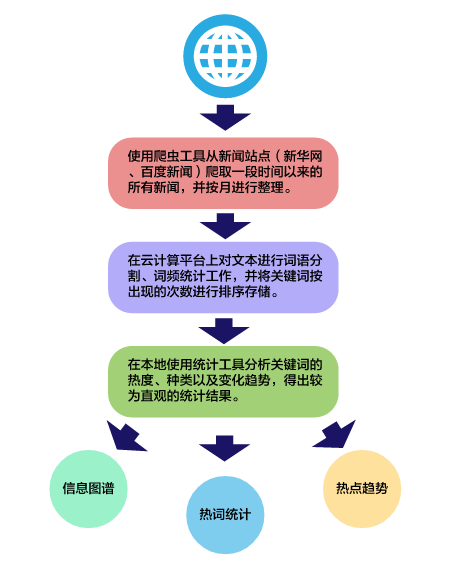 使用爬虫工具从新闻站点（新华网
、百度新闻）爬取一段时间以来的
所有新闻，并按月进行整理。
在云计算平台上对文本进行词语分
割、词频统计工作，并将关键词按
出现的次数进行排序存储。
在本地使用统计工具分析关键词的
热度、种类以及变化趋势，得出较
为直观的统计结果。
信息图谱
热词统计
热点趋势